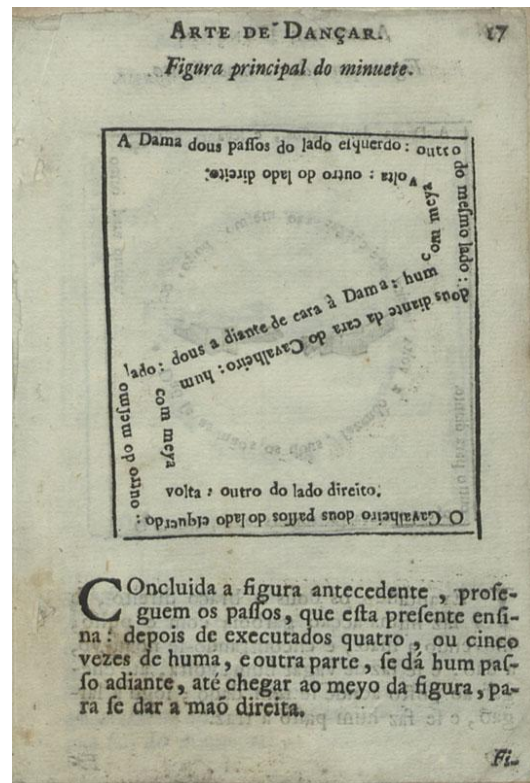 ARTE DE DANÇAR. 17
Figura principal do minuete.
A Dama dous paſſos do lado eſquerdo: outro
do meſmo lado:
dous diante da cara do Cavalheiro: hum
com meya
volta : outro do lado direito.
O Cavalheiro dous paſſos do lado eſquerdo:
outro do meſmo
lado: dous a diante de cara à Dama: hum
com meya
volta : outro do lado direito.
COncluida a figura antecedente, proſe-
guem os paſſos, que eſta preſente enſi-
na: depois de executados quatro, ou cinco
vezes de huma, e outra parte, ſe dá hum paſ-
ſo adiante, até chegar ao meyo da figura, pa-
ra ſe dar a maõ direita.
Fi-